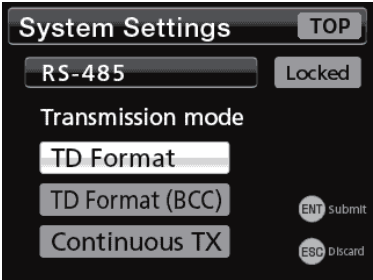 System Settings TOP
RS-485 Locked
Transmission mode
TD Format
TD Format (BCC)
ENT Submit
Continuous TX
ESC Discard